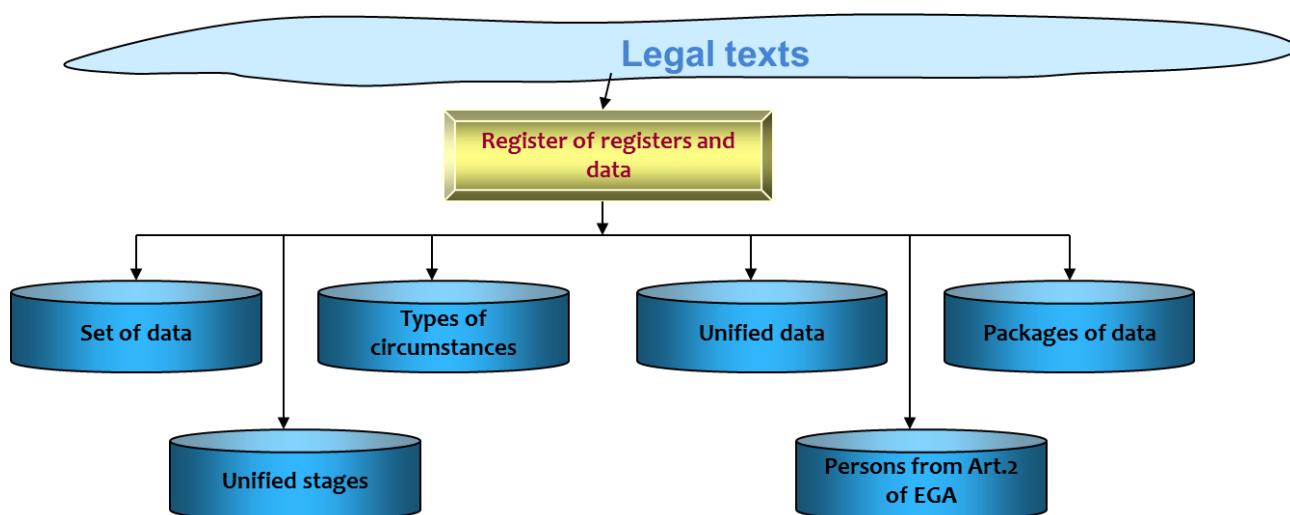 Legal texts
Register of registers and
data
Set of data
Types of
circumstances
Unified data
Packages of data
Unified stages
Persons from Art.2
of EGA